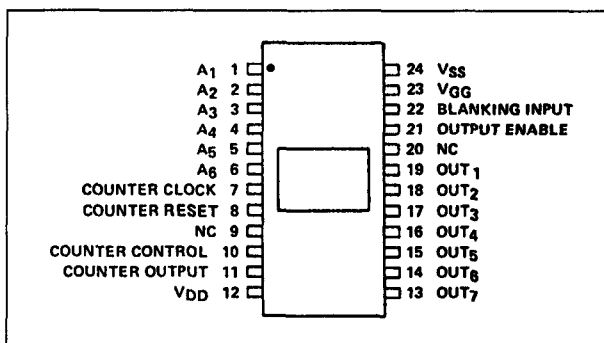 A1 1
A2 2
A3 3
A4 4
A5 5
A6 6
COUNTER CLOCK 7
COUNTER RESET 8
NC 9
COUNTER CONTROL 10
COUNTER OUTPUT 11
VDD 12
24 VSS
23 VGG
22 BLANKING INPUT
21 OUTPUT ENABLE
20 NC
19 OUT1
18 OUT2
17 OUT3
16 OUT4
15 OUT5
14 OUT6
13 OUT7